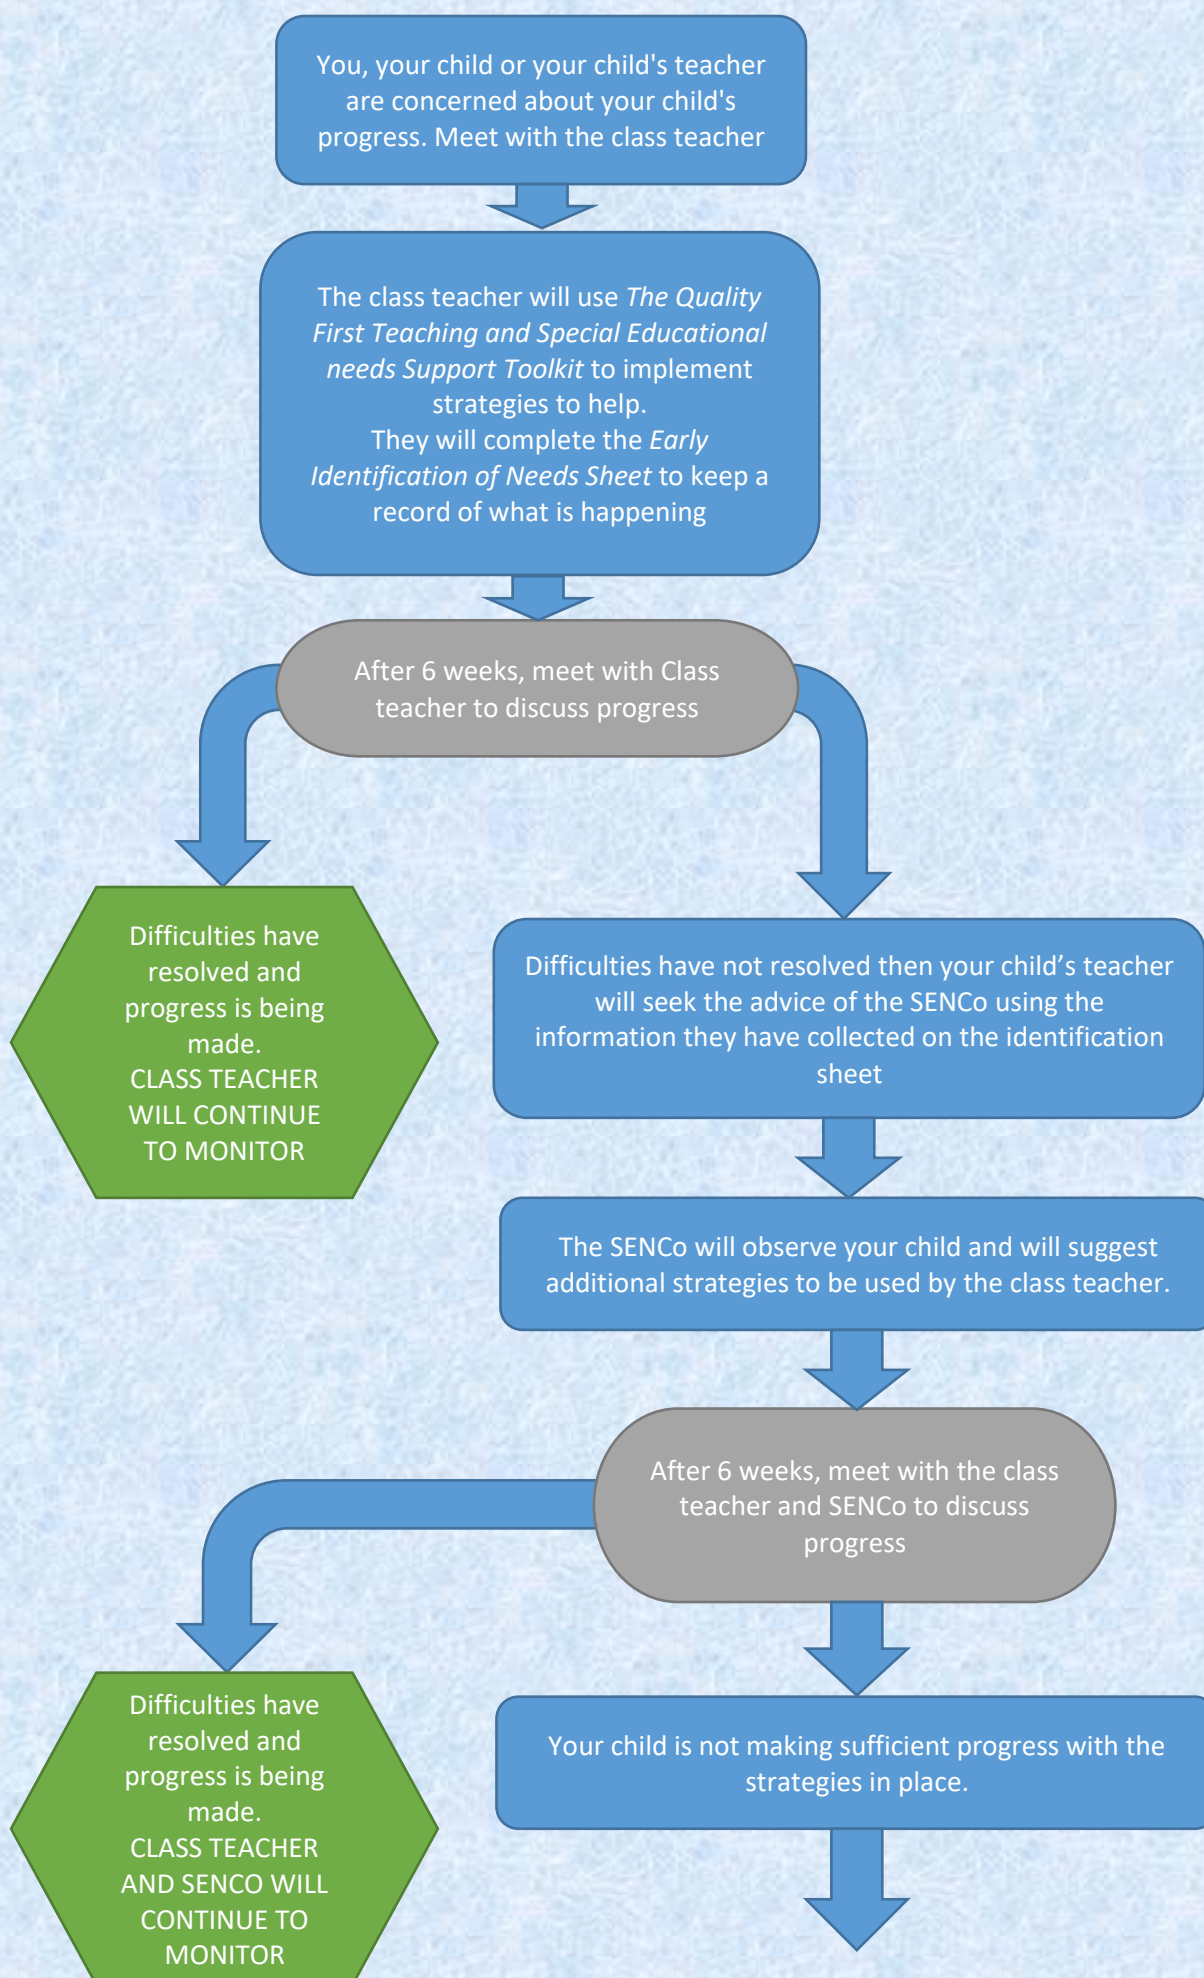 You, your child or your child's teacher
are concerned about your child's
progress. Meet with the class teacher
The class teacher will use The Quality
First Teaching and Special Educational
needs Support Toolkit to implement
strategies to help.
They will complete the Early
Identification of Needs Sheet to keep a
record of what is happening
After 6 weeks, meet with Class
teacher to discuss progress
Difficulties have
resolved and
progress is being
made.
CLASS TEACHER
WILL CONTINUE
TO MONITOR
Difficulties have not resolved then your child’s teacher
will seek the advice of the SENCo using the
information they have collected on the identification
sheet
The SENCo will observe your child and will suggest
additional strategies to be used by the class teacher.
After 6 weeks, meet with the class
teacher and SENCo to discuss
progress
Difficulties have
resolved and
progress is being
made.
CLASS TEACHER
AND SENCO WILL
CONTINUE TO
MONITOR
Your child is not making sufficient progress with the
strategies in place.